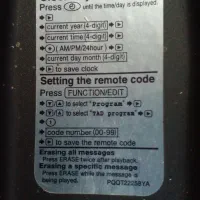 Press until the time/day is displayed.
➔ ▶
➔ current year (4-digit) ➔ ▶
➔ current time (4-digit) ➔ ▶
➔ (AM/PM/24hour) ➔ ▶
➔ current day month (4-digit)
➔ ▶ to save clock
Setting the remote code
Press FUNCTION/EDIT
➔ ▼/▲ to select "Program" ➔ ▶
➔ ▼/▲ to select "TAD program" ➔ ▶
➔ code number (00-99)
➔ ▶ to save the remote code
Erasing all messages
Press ERASE twice after playback.
Erasing a specific message
Press ERASE while the message is
being played.